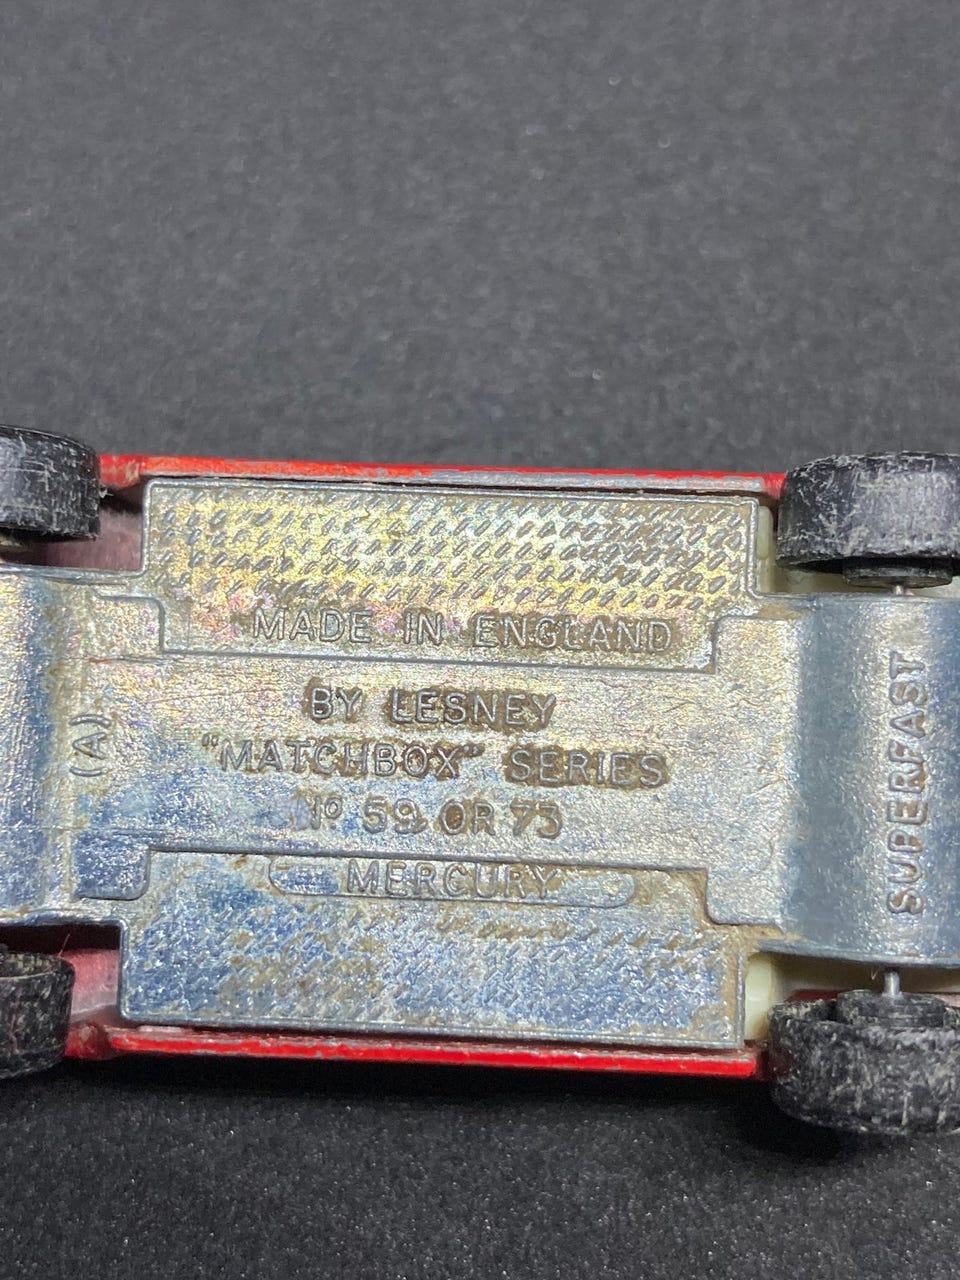 MADE IN ENGLAND
BY LESNEY
"MATCHBOX" SERIES
Nº 59 OR 73
MERCURY
(A)
SUPERFAST